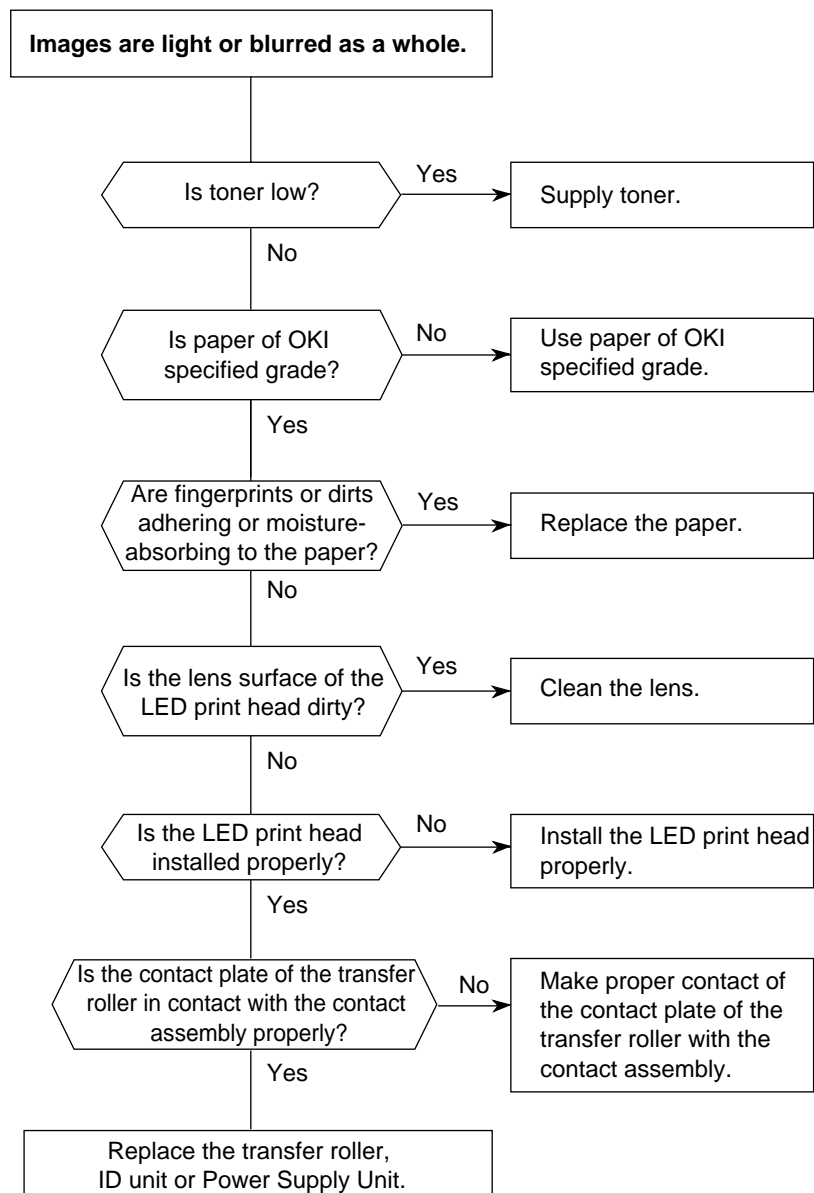 Images are light or blurred as a whole.
Is toner low?
Yes
Supply toner.
No
Is paper of OKI
specified grade?
No
Use paper of OKI
specified grade.
Yes
Are fingerprints or dirts
adhering or moisture-
absorbing to the paper?
Yes
Replace the paper.
No
Is the lens surface of the
LED print head dirty?
Yes
Clean the lens.
No
Is the LED print head
installed properly?
No
Install the LED print head
properly.
Yes
Is the contact plate of the transfer
roller in contact with the contact
assembly properly?
No
Make proper contact of
the contact plate of the
transfer roller with the
contact assembly.
Yes
Replace the transfer roller,
ID unit or Power Supply Unit.